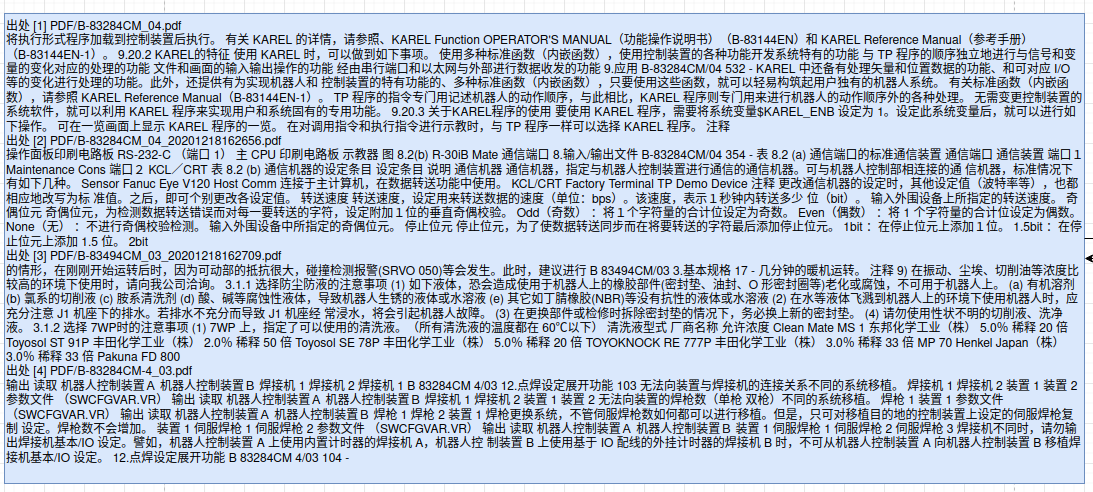 出处 [1] PDF/B-83284CM_04.pdf
将执行形式程序加载到控制装置后执行。 有关 KAREL 的详情，请参照、KAREL Function OPERATOR'S MANUAL（功能操作说明书）（B-83144EN）和 KAREL Reference Manual（参考手册）
（B-83144EN-1）。 9.20.2 KAREL的特征 使用 KAREL 时，可以做到如下事项。 使用多种标准函数（内嵌函数），使用控制装置的各种功能开发系统特有的功能 与 TP 程序的顺序独立地进行与信号和变
量的变化对应的处理的功能 文件和画面的输入输出操作的功能 经由串行端口和以太网与外部进行数据收发的功能 9.应用 B-83284CM/04 532 - KAREL 中还备有处理矢量和位置数据的功能、和可对应 I/O
等的变化进行处理的功能。此外，还提供有为实现机器人和 控制装置的特有功能的、多种标准函数（内嵌函数），只要使用这些函数，就可以轻易构筑起用户独有的机器人系统。 有关标准函数（内嵌函
数），请参照 KAREL Reference Manual（B-83144EN-1）。 TP 程序的指令专门用记述机器人的动作顺序，与此相比，KAREL 程序则专门用来进行机器人的动作顺序外的各种处理。 无需变更控制装置的
系统软件，就可以利用 KAREL 程序来实现用户和系统固有的专用功能。 9.20.3 关于KAREL程序的使用 要使用 KAREL 程序，需要将系统变量$KAREL_ENB 设定为 1。设定此系统变量后，就可以进行如
下操作。 可在一览画面上显示 KAREL 程序的一览。 在对调用指令和执行指令进行示教时，与 TP 程序一样可以选择 KAREL 程序。 注释
出处 [2] PDF/B-83284CM_04_20201218162656.pdf
操作面板印刷电路板 RS-232-C （端口 1） 主 CPU 印刷电路板 示教器 图 8.2(b) R-30iB Mate 通信端口 8.输入/输出文件 B-83284CM/04 354 - 表 8.2 (a) 通信端口的标准通信装置 通信端口 通信装置 端口１
Maintenance Cons 端口２ KCL／CRT 表 8.2 (b) 通信机器的设定条目 设定条目 说明 通信机器 通信机器，指定与机器人控制装置进行通信的通信机器。可与机器人控制部相连接的通 信机器，标准情况下
有如下几种。 Sensor Fanuc Eye V120 Host Comm 连接于主计算机，在数据转送功能中使用。 KCL/CRT Factory Terminal TP Demo Device 注释 更改通信机器的设定时，其他设定值（波特率等），也都
相应地改写为标 准值。之后，即可个别更改各设定值。 转送速度 转送速度，设定用来转送数据的速度（单位：bps）。该速度，表示１秒钟内转送多少 位（bit）。 输入外围设备上所指定的转送速度。 奇
偶位元 奇偶位元，为检测数据转送错误而对每一要转送的字符，设定附加１位的垂直奇偶校验。 Odd（奇数）：将１个字符量的合计位设定为奇数。 Even（偶数）：将 1 个字符量的合计位设定为偶数。
None（无）：不进行奇偶校验检测。 输入外围设备中所指定的奇偶位元。 停止位元 停止位元，为了使数据转送同步而在将要转送的字符最后添加停止位元。 1bit ：在停止位元上添加１位。 1.5bit ：在停
止位元上添加 1.5 位。 2bit
出处 [3] PDF/B-83494CM_03_20201218162709.pdf
的情形，在刚刚开始运转后时，因为可动部的抵抗很大，碰撞检测报警(SRVO 050)等会发生。此时，建议进行 B 83494CM/03 3.基本规格 17 - 几分钟的暖机运转。 注释 9) 在振动、尘埃、切削油等浓度比
较高的环境下使用时，请向我公司洽询。 3.1.1 选择防尘防液的注意事项 (1) 如下液体，恐会造成使用于机器人上的橡胶部件(密封垫、油封、O 形密封圈等)老化或腐蚀，不可用于机器人上。 (a) 有机溶剂
(b) 氯系的切削液 (c) 胺系清洗剂 (d) 酸、碱等腐蚀性液体，导致机器人生锈的液体或水溶液 (e) 其它如丁腈橡胶(NBR)等没有抗性的液体或水溶液 (2) 在水等液体飞溅到机器人上的环境下使用机器人时，应
充分注意 J1 机座下的排水。若排水不充分而导致 J1 机座经 常浸水，将会引起机器人故障。 (3) 在更换部件或检修时拆除密封垫的情况下，务必换上新的密封垫。 (4) 请勿使用性状不明的切削液、洗净
液。 3.1.2 选择 7WP时的注意事项 (1) 7WP 上，指定了可以使用的清洗液。（所有清洗液的温度都在 60℃以下） 清洗液型式 厂商名称 允许浓度 Clean Mate MS 1 东邦化学工业（株） 5.0％ 稀释 20 倍
Toyosol ST 91P 丰田化学工业（株） 2.0％ 稀释 50 倍 Toyosol SE 78P 丰田化学工业（株） 5.0％ 稀释 20 倍 TOYOKNOCK RE 777P 丰田化学工业（株） 3.0％ 稀释 33 倍 MP 70 Henkel Japan（株）
3.0％ 稀释 33 倍 Pakuna FD 800
出处 [4] PDF/B-83284CM-4_03.pdf
输出 读取 机器人控制装置Ａ 机器人控制装置Ｂ 焊接机 1 焊接机 2 焊接机 1 B 83284CM 4/03 12.点焊设定展开功能 103 无法向装置与焊接机的连接关系不同的系统移植。 焊接机 1 焊接机 2 装置 1 装置 2
参数文件 （SWCFGVAR.VR） 输出 读取 机器人控制装置Ａ 机器人控制装置Ｂ 焊接机 1 焊接机 2 装置 1 装置 2 无法向装置的焊枪数（单枪 双枪）不同的系统移植。 焊枪 1 装置 1 参数文件
（SWCFGVAR.VR） 输出 读取 机器人控制装置Ａ 机器人控制装置Ｂ 焊枪 1 焊枪 2 装置 1 焊枪更换系统，不管伺服焊枪数如何都可以进行移植。但是，只可对移植目的地的控制装置上设定的伺服焊枪复
制 设定。焊枪数不会增加。 装置 1 伺服焊枪 1 伺服焊枪 2 参数文件 （SWCFGVAR.VR） 输出 读取 机器人控制装置Ａ 机器人控制装置Ｂ 装置 1 伺服焊枪 1 伺服焊枪 2 伺服焊枪 3 焊接机不同时，请勿输
出焊接机基本/IO 设定。譬如，机器人控制装置 A 上使用内置计时器的焊接机 A，机器人控 制装置 B 上使用基于 IO 配线的外挂计时器的焊接机 B 时，不可从机器人控制装置 A 向机器人控制装置 B 移植焊
接机基本/IO 设定。 12.点焊设定展开功能 B 83284CM 4/03 104 -